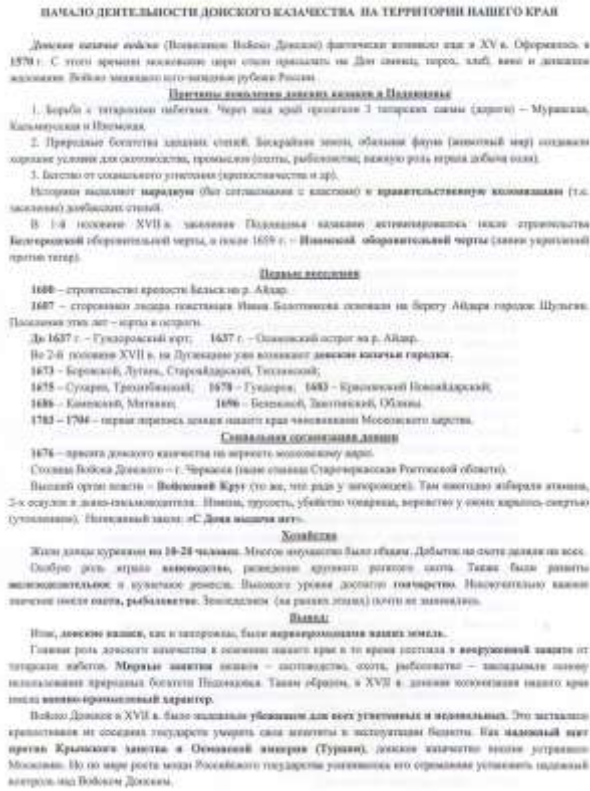 НАЧАЛО ДЕЯТЕЛЬНОСТИ ДОНСКОГО КАЗАЧЕСТВА НА ТЕРРИТОРИИ НАШЕГО КРАЯ
Донское казачье войско (Всевеликое Войско Донское) фактически возникло еще в XV в. Оформилось в
1570 г. С этого времени московские цари стали присылать на Дон свинец, порох, хлеб, вино и денежное
жалование. Войско защищало юго-западные рубежи России.
Причины появления донских казаков в Подонцовье
1. Борьба с татарскими набегами. Через наш край пролегали 3 татарских сакмы (дороги) – Муравская,
Кальмиусская и Изюмская.
2. Природные богатства здешних степей. Бескрайние земли, обильная фауна (животный мир) создавали
хорошие условия для скотоводства, промыслов (охоты, рыболовства; важную роль играла добыча соли).
3. Бегство от социального угнетения (крепостничества и др).
Историки выделяют народную (без согласования с властями) и правительственную колонизацию (т.е.
заселение) донбасских степей.
В 1-й половине XVII в. заселение Подонцовья казаками активизировалось после строительства
Белгородской оборонительной черты, а после 1659 г. – Изюмской оборонительной черты (линии укреплений
против татар).
Первые поселения
1600 – строительство крепости Бельск на р. Айдар.
1607 – сторонники лидера повстанцев Ивана Болотникова основали на берегу Айдара городок Шульгин.
Поселения этих лет – юрты и остроги.
До 1637 г. – Гундоровский юрт; 1637 г. – Осиновский острог на р. Айдар.
Во 2-й половине XVII в. на Луганщине уже возникают донские казачьи городки.
1673 – Боровской, Лугань, Старойайдарский, Теплинский;
1675 – Сухарев, Трехизбянский; 1678 – Гундоров; 1683 – Краснянский Новоайдарский;
1686 – Каменский, Митякин; 1696 – Беленской, Закотянский, Обливы.
1703 – 1704 – первая перепись донцов нашего края чиновниками Московского царства.
Социальная организация донцов
1676 – присяга донского казачества на верность московскому царю.
Столица Войска Донского – г. Черкасск (ныне станица Старочеркасская Ростовской области).
Высший орган власти – Войсковой Круг (то же, что рада у запорожцев). Там ежегодно избирали атамана,
2-х есаулов и дьяка-письмоводителя. Измена, трусость, убийство товарища, воровство у своих каралось смертью
(утоплением). Неписанный закон: «С Дона выдачи нет».
Хозяйство
Жили донцы куренями по 10-20 человек. Многое имущество было общим. Добытое на охоте делили на всех.
Особую роль играло коневодство, разведение крупного рогатого скота. Также были развиты
железоделательное и кузнечное ремесла. Высокого уровня достигло гончарство. Исключительно важное
значение имели охота, рыболовство. Земледелием (на ранних этапах) почти не занимались.
Вывод:
Итак, донские казаки, как и запорожцы, были первопроходцами наших земель.
Главная роль донского казачества в освоении нашего края в то время состояла в вооруженной защите от
татарских набегов. Мирные занятия казаков – скотоводство, охота, рыболовство – закладывали основу
использования природных богатств Подонцовья. Таким образом, в XVII в. донская колонизация нашего края
имела военно-промысловый характер.
Войско Донское в XVII в. было надежным убежищем для всех угнетенных и недовольных. Это заставляло
крепостников из соседних государств умерить свои аппетиты в эксплуатации бедноты. Как надежный щит
против Крымского ханства и Османской империи (Турции), донское казачество вполне устраивало
Московию. Но по мере роста мощи Российского государства усиливалось его стремление установить надежный
контроль над Войском Донским.